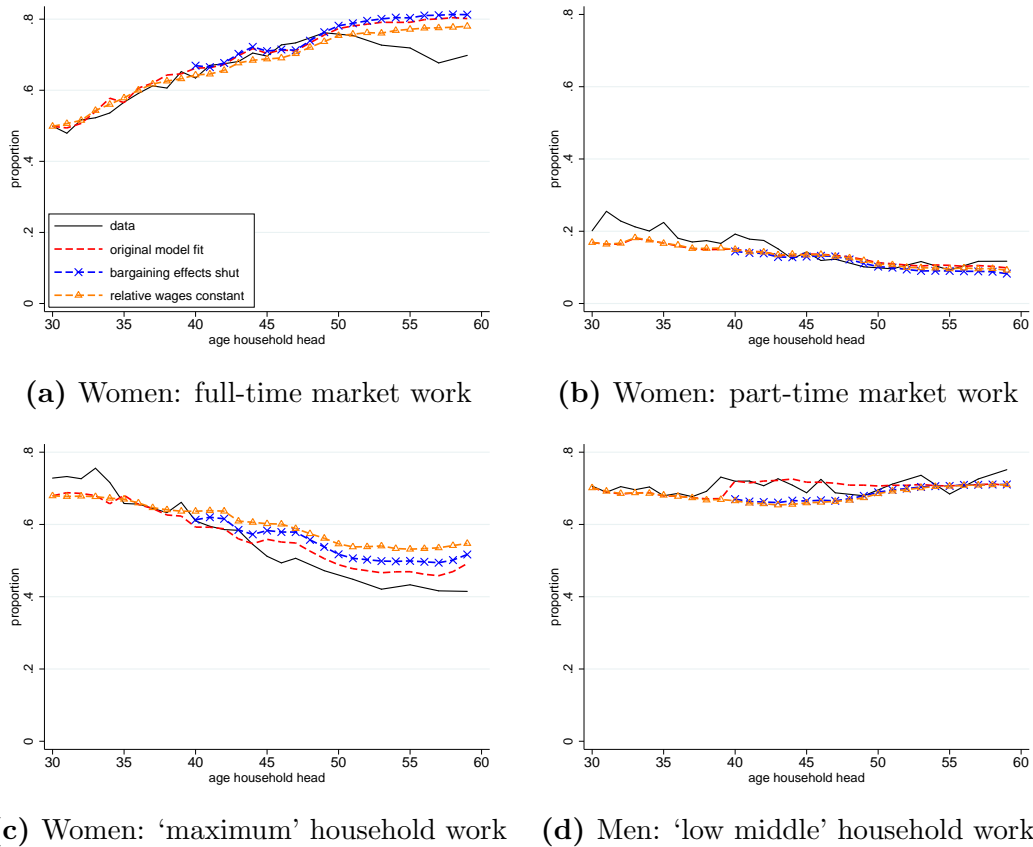 proportion
0 .2 .4 .6 .8
data
original model fit
bargaining effects shut
relative wages constant
30 35 40 45 50 55 60
age household head
(a) Women: full-time market work
proportion
0 .2 .4 .6 .8
30 35 40 45 50 55 60
age household head
(b) Women: part-time market work
proportion
0 .2 .4 .6 .8
30 35 40 45 50 55 60
age household head
c) Women: ‘maximum’ household work
proportion
0 .2 .4 .6 .8
30 35 40 45 50 55 60
age household head
(d) Men: ‘low middle’ household work